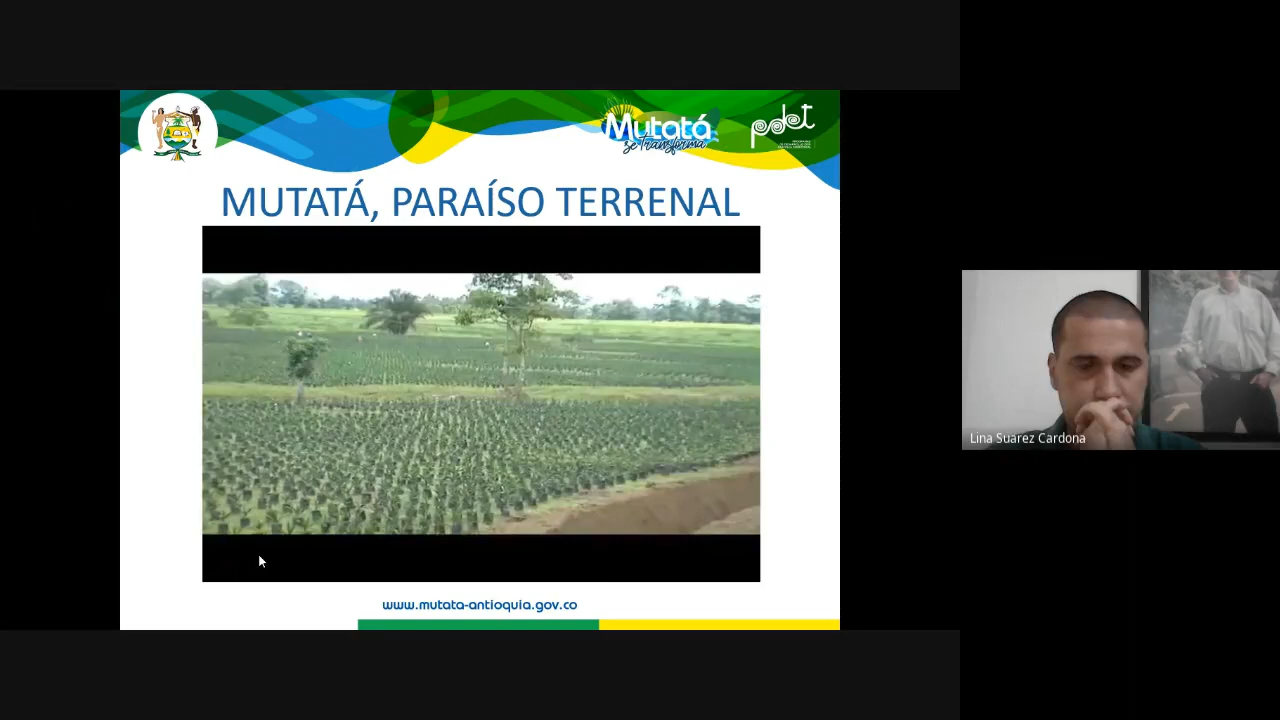 Mutatá
se transforma
pdet
MUTATÁ, PARAÍSO TERRENAL
www.mutata-antioquia.gov.co
Lina Suarez Cardona